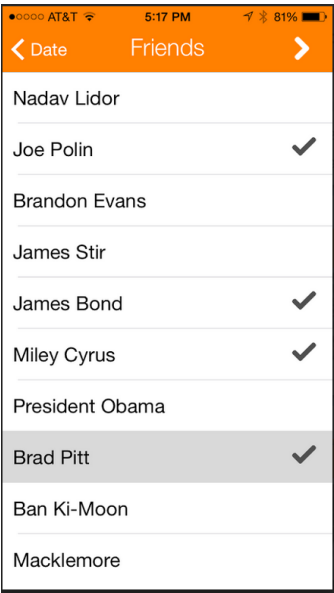 AT&T 5:17 PM 81%
Date Friends
Nadav Lidor
Joe Polin
Brandon Evans
James Stir
James Bond
Miley Cyrus
President Obama
Brad Pitt
Ban Ki-Moon
Macklemore